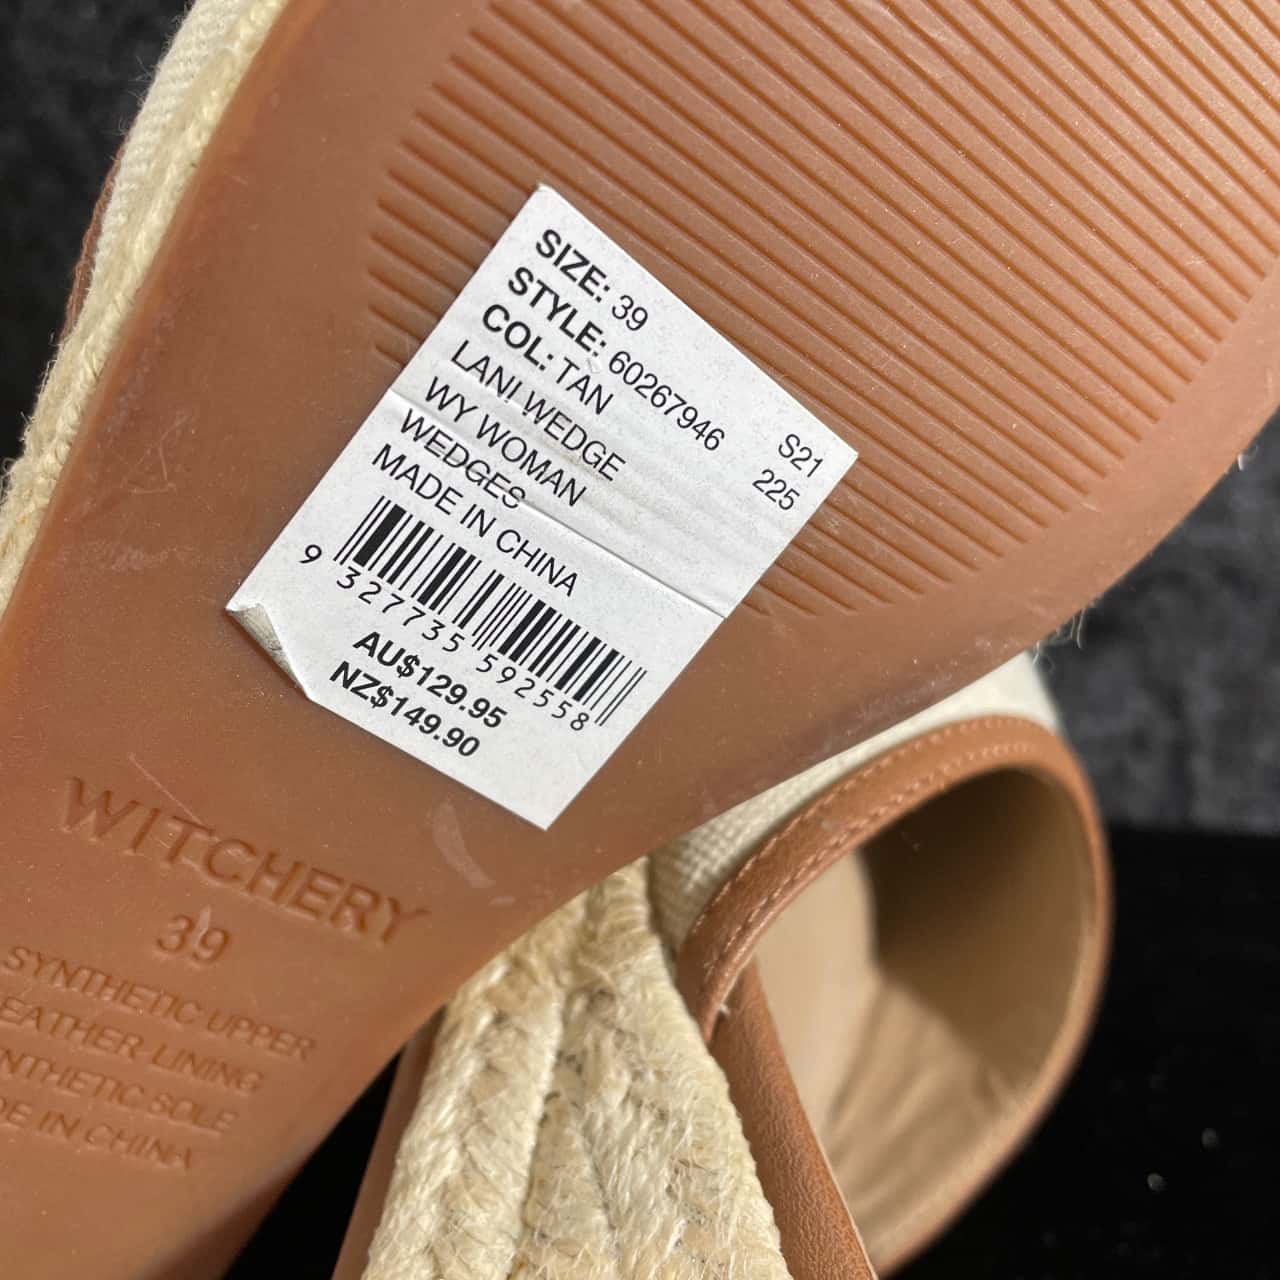 SIZE: 39
STYLE: 60267946 S21
COL: TAN 225
LANI WEDGE
WY WOMAN
WEDGES
MADE IN CHINA
9 327735 592558
AU$129.95
NZ$149.90
WITCHERY
39
SYNTHETIC UPPER
EATHER LINING
NTHETIC SOLE
DE IN CHINA